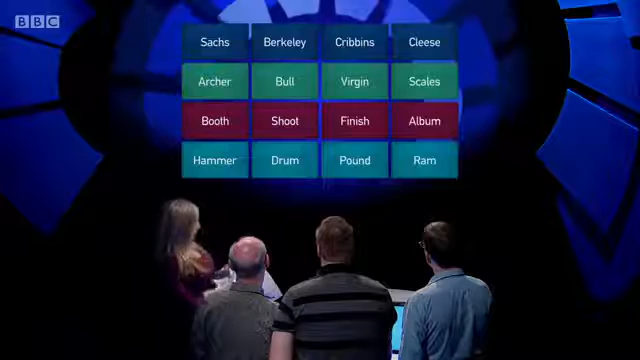 BBC
Sachs Berkeley Cribbins Cleese
Archer Bull Virgin Scales
Booth Shoot Finish Album
Hammer Drum Pound Ram